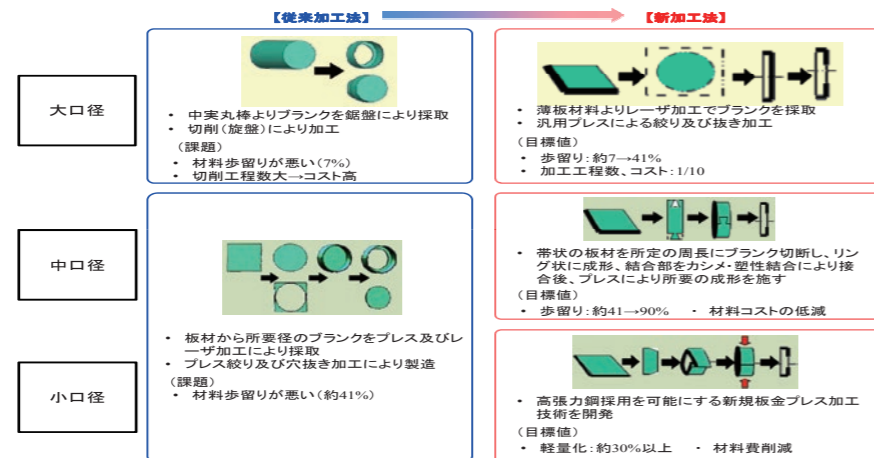 【従来加工法】
【新加工法】
大口径
・ 中実丸棒よりブランクを鋸盤により採取
・ 切削(旋盤)により加工
(課題)
・ 材料歩留りが悪い(7%)
・ 切削工程数大→コスト高
・ 薄板材料よりレーザ加工でブランクを採取
・ 汎用プレスによる絞り及び抜き加工
(目標値)
・ 歩留り:約7→41%
・ 加工工程数、コスト:1/10
中口径
小口径
・ 板材から所要径のブランクをプレス及びレ
ーザ加工により採取
・ プレス絞り及び穴抜き加工により製造
(課題)
・ 材料歩留りが悪い(約41%)
・ 帯状の板材を所定の周長にブランク切断し、リン
グ状に成形、結合部をカシメ・塑性結合により接
合後、プレスにより所要の成形を施す
(目標値)
・ 歩留り:約41→90% ・ 材料コストの低減
・ 高張力鋼採用を可能にする新規板金プレス加工
技術を開発
(目標値)
・ 軽量化:約30%以上 ・ 材料費削減